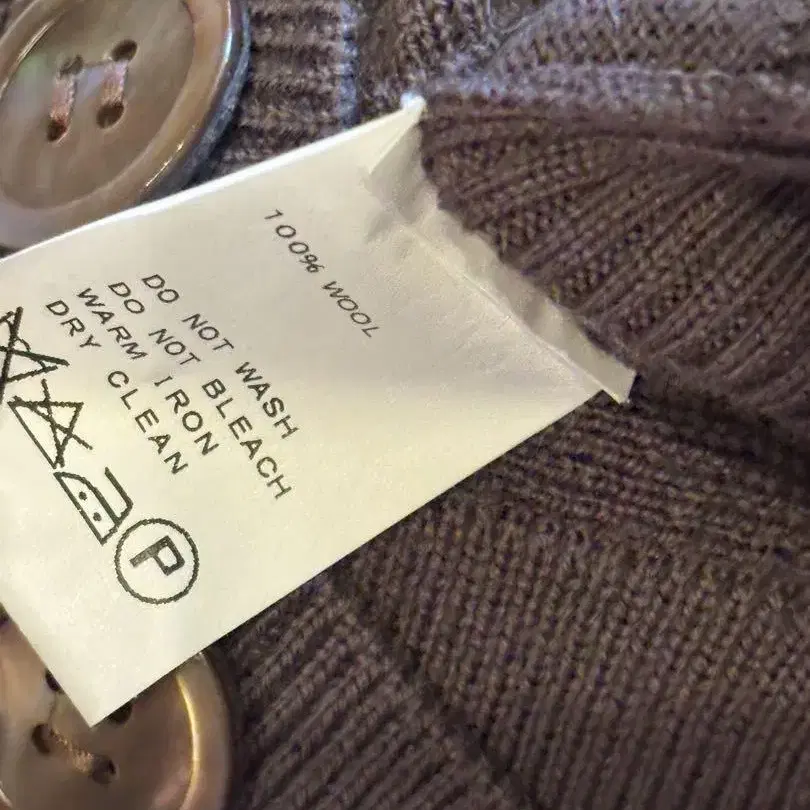 100% WOOL
DO NOT WASH
DO NOT BLEACH
WARM IRON
DRY CLEAN
P